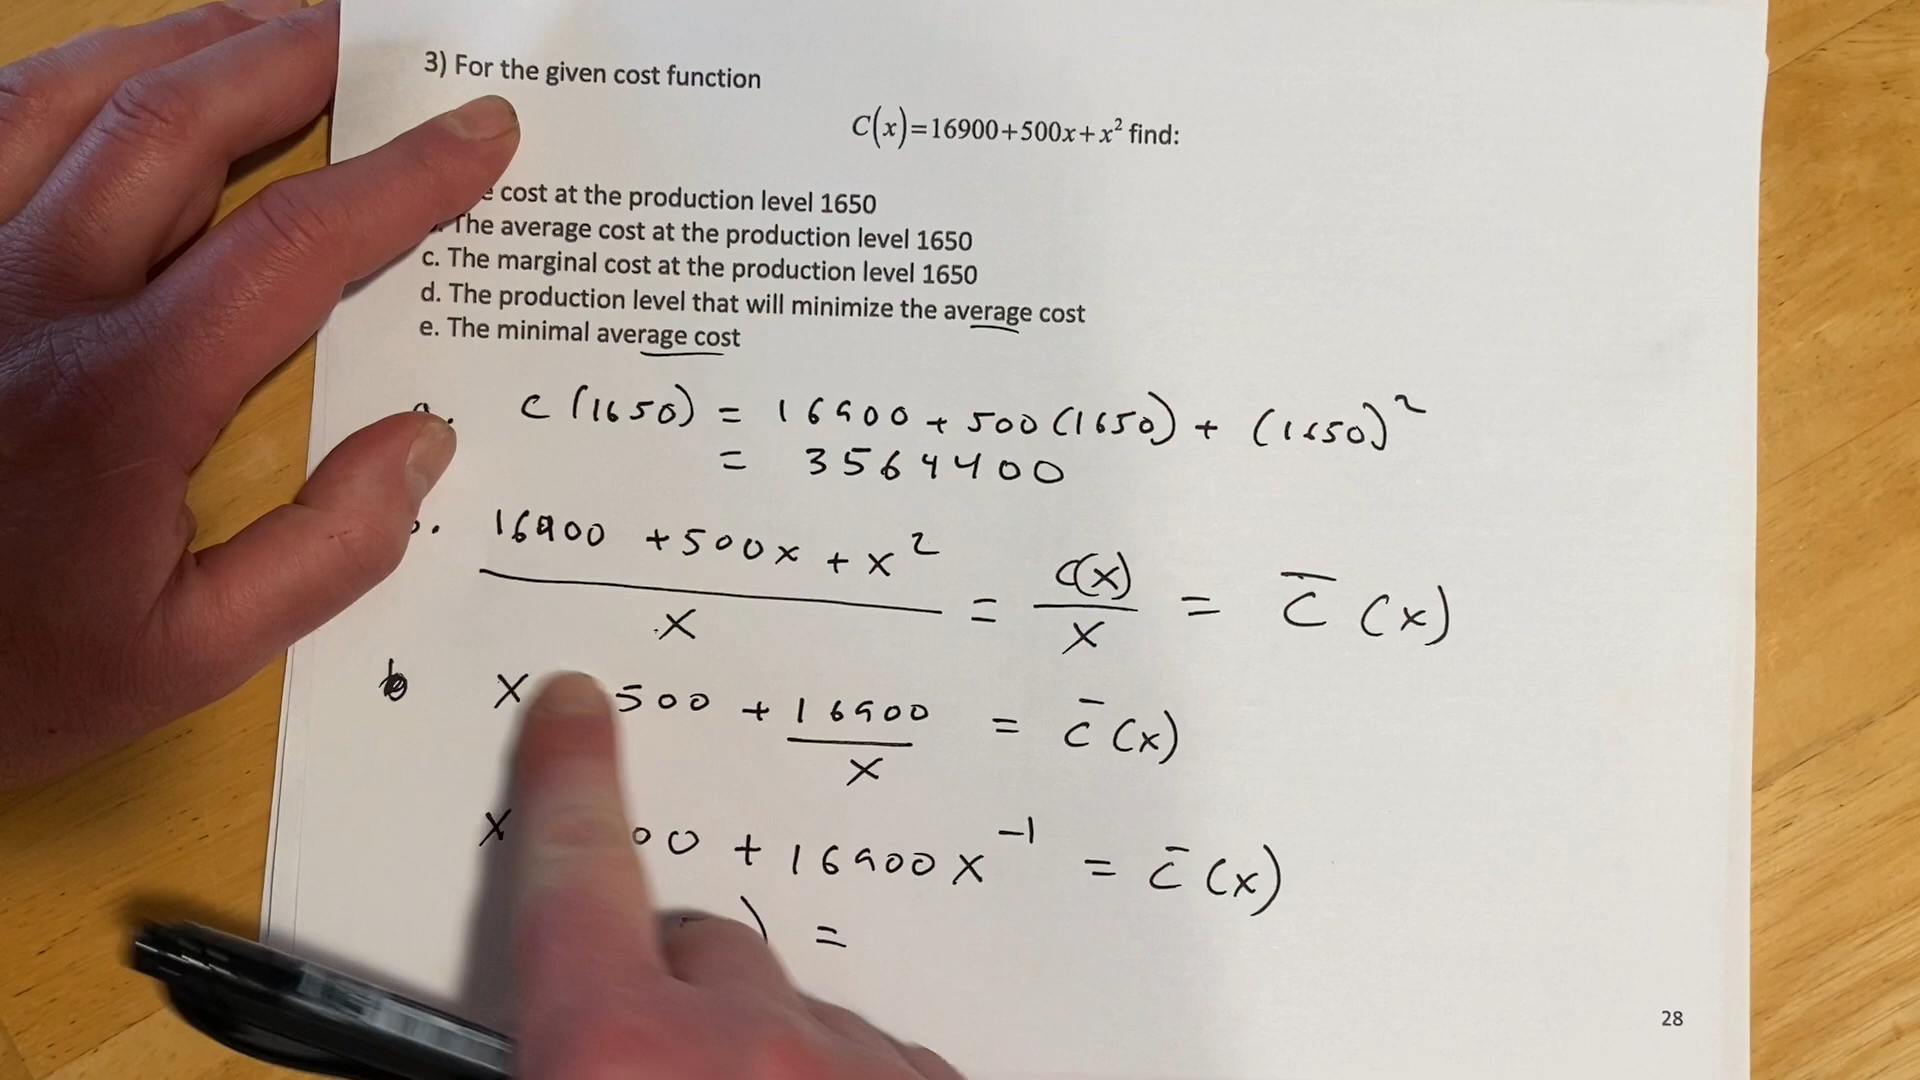 3) For the given cost function
C(x)=16900+500x+x² find:
cost at the production level 1650
The average cost at the production level 1650
c. The marginal cost at the production level 1650
d. The production level that will minimize the average cost
e. The minimal average cost
a. C(1650) = 16900 + 500(1650) + (1650)²
= 3564400
16900 + 500x + x² / x = C(x) / x = C̄(x)
b x 500 + 16900 / x = C̄(x)
x 00 + 16900x⁻¹ = C̄(x)
) =
28